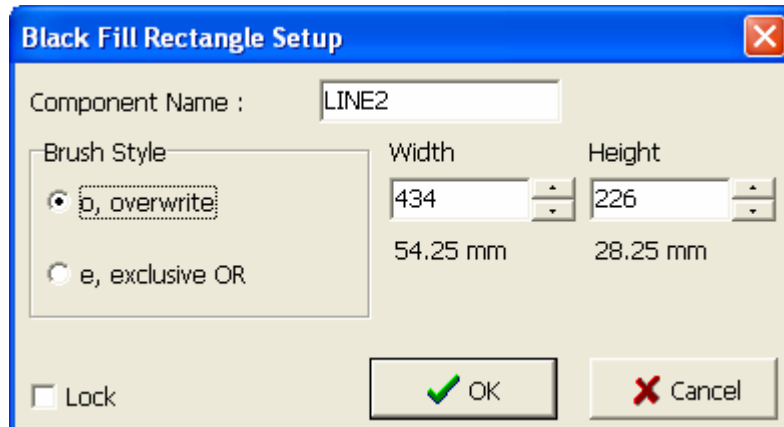 Black Fill Rectangle Setup
Component Name : LINE2
Brush Style
o, overwrite
e, exclusive OR
Width Height
434 226
54.25 mm 28.25 mm
Lock
OK
Cancel